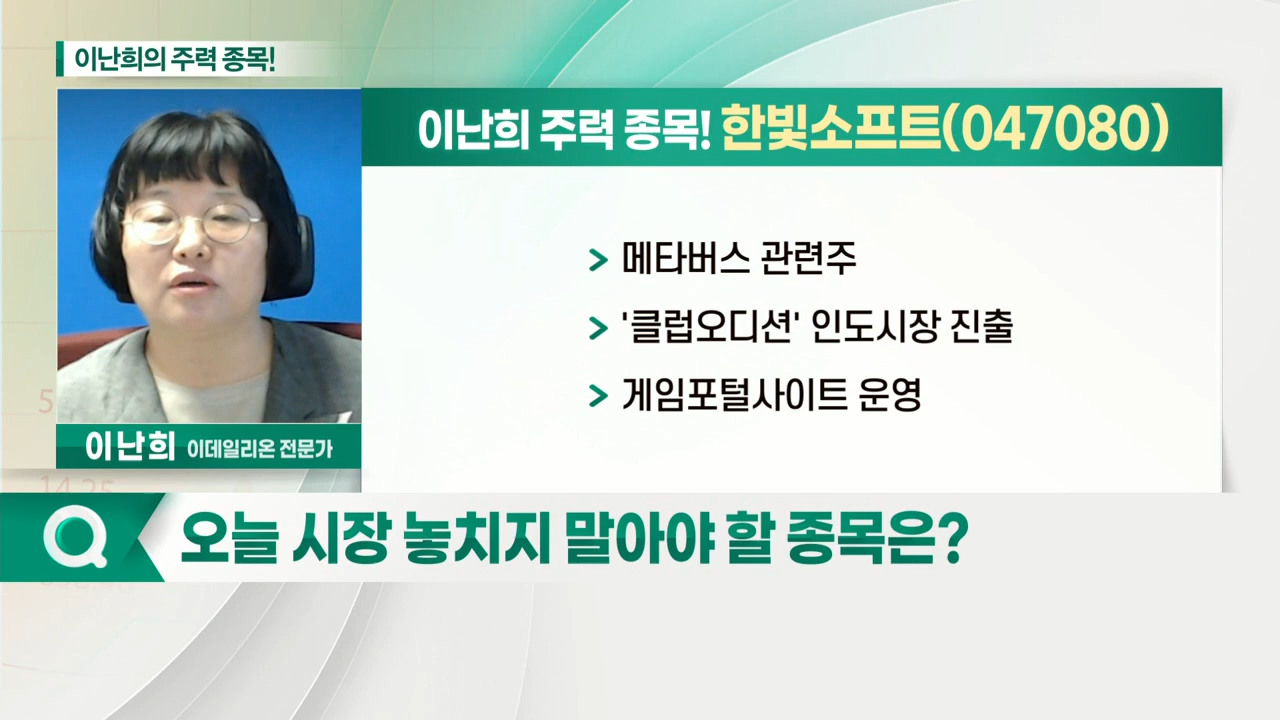 이난희의 주력 종목!
이난희 주력 종목! 한빛소프트(047080)
> 메타버스 관련주
> '클럽오디션' 인도시장 진출
> 게임포털사이트 운영
이난희 이데일리온 전문가
Q 오늘 시장 놓치지 말아야 할 종목은?